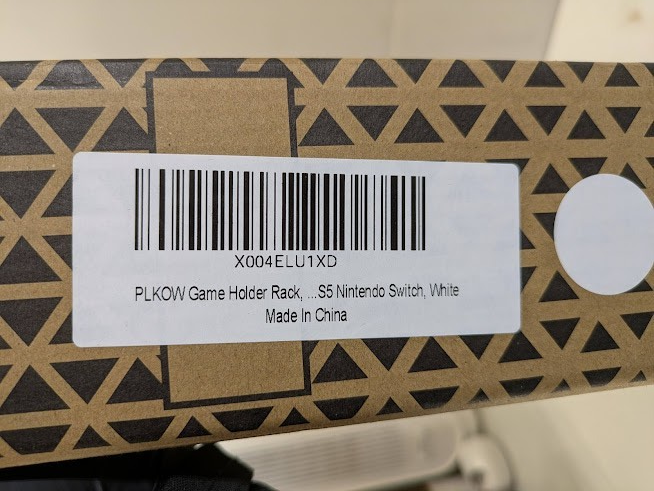 X004ELU1XD
PLKOW Game Holder Rack, ...S5 Nintendo Switch, White
Made In China